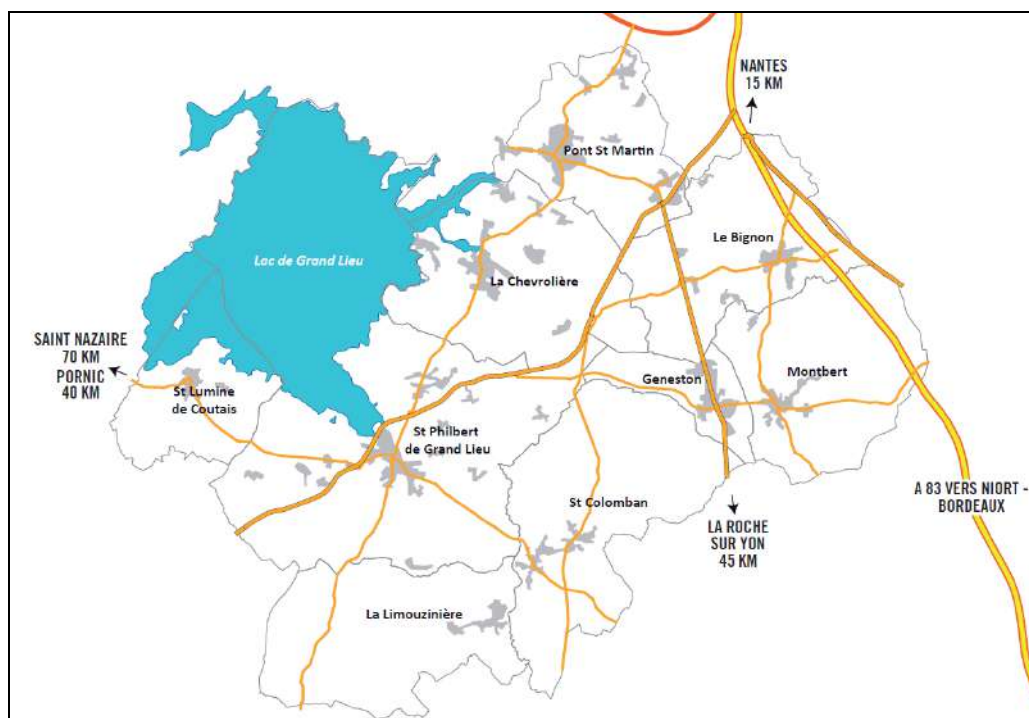 NANTES
15 KM
Pont St Martin
Le Bignon
Lac de Grand Lieu
La Chevrolière
SAINT NAZAIRE
70 KM
PORNIC
40 KM
St Lumine
de Coutais
Geneston
Montbert
St Philbert
de Grand Lieu
A 83 VERS NIORT -
BORDEAUX
St Colomban
LA ROCHE
SUR YON
45 KM
La Limouzinière